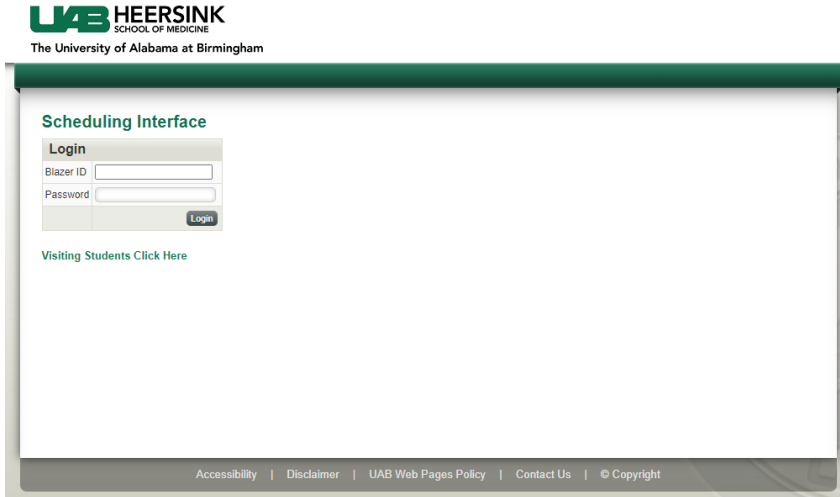 UAB HEERSINK
SCHOOL OF MEDICINE
The University of Alabama at Birmingham
Scheduling Interface
Login
Blazer ID
Password
Login
Visiting Students Click Here
Accessibility | Disclaimer | UAB Web Pages Policy | Contact Us | © Copyright